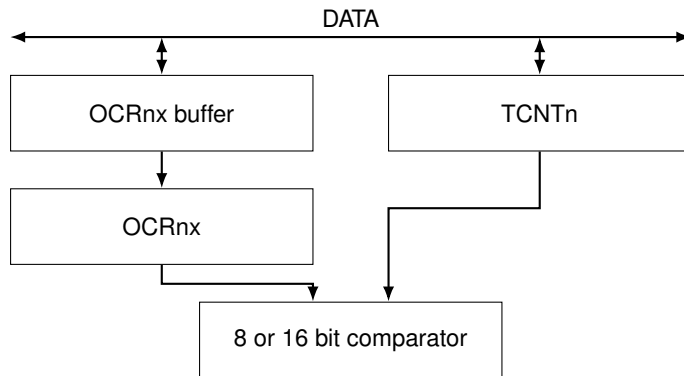 DATA
OCRnx buffer
TCNTn
OCRnx
8 or 16 bit comparator